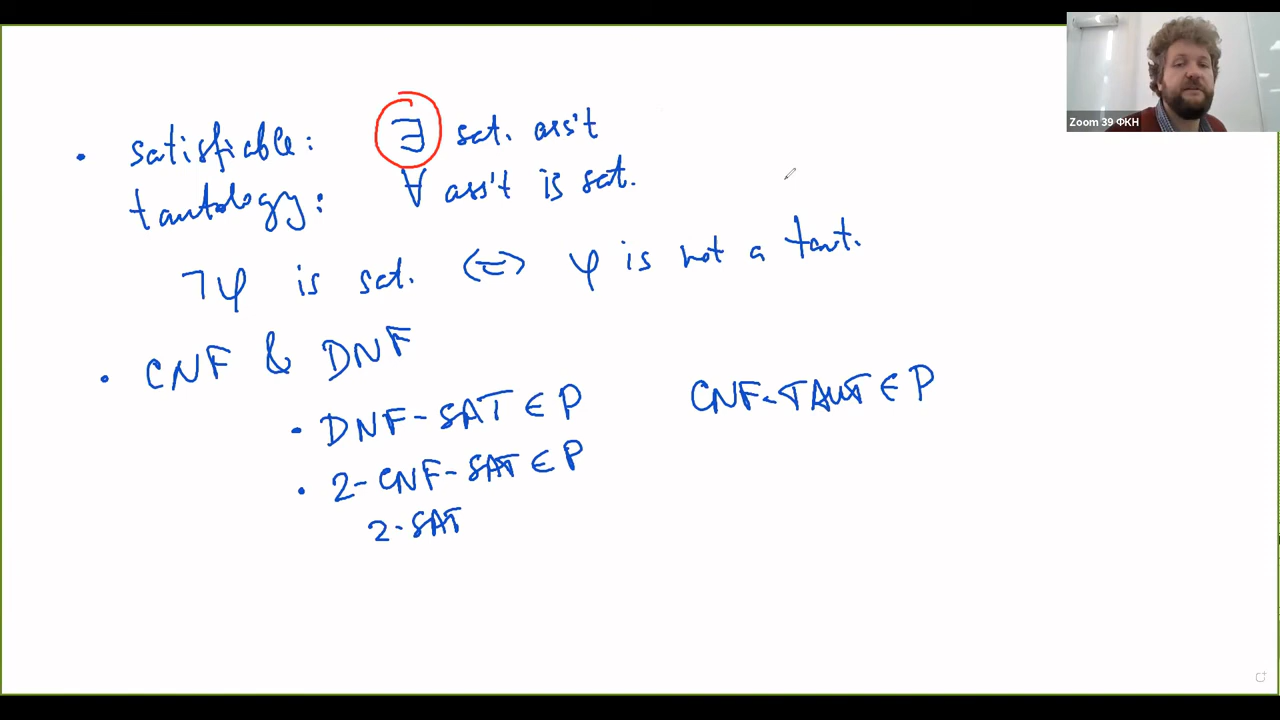 • satisfiable: ∃ sat. ass't
tautology: ∀ ass't is sat.
¬φ is sat. ⟺ φ is not a taut.
• CNF & DNF
• DNF-SAT ∈ P CNF-TAUT ∈ P
• 2-CNF-SAT ∈ P
2-SAT
Zoom 39 ФКН